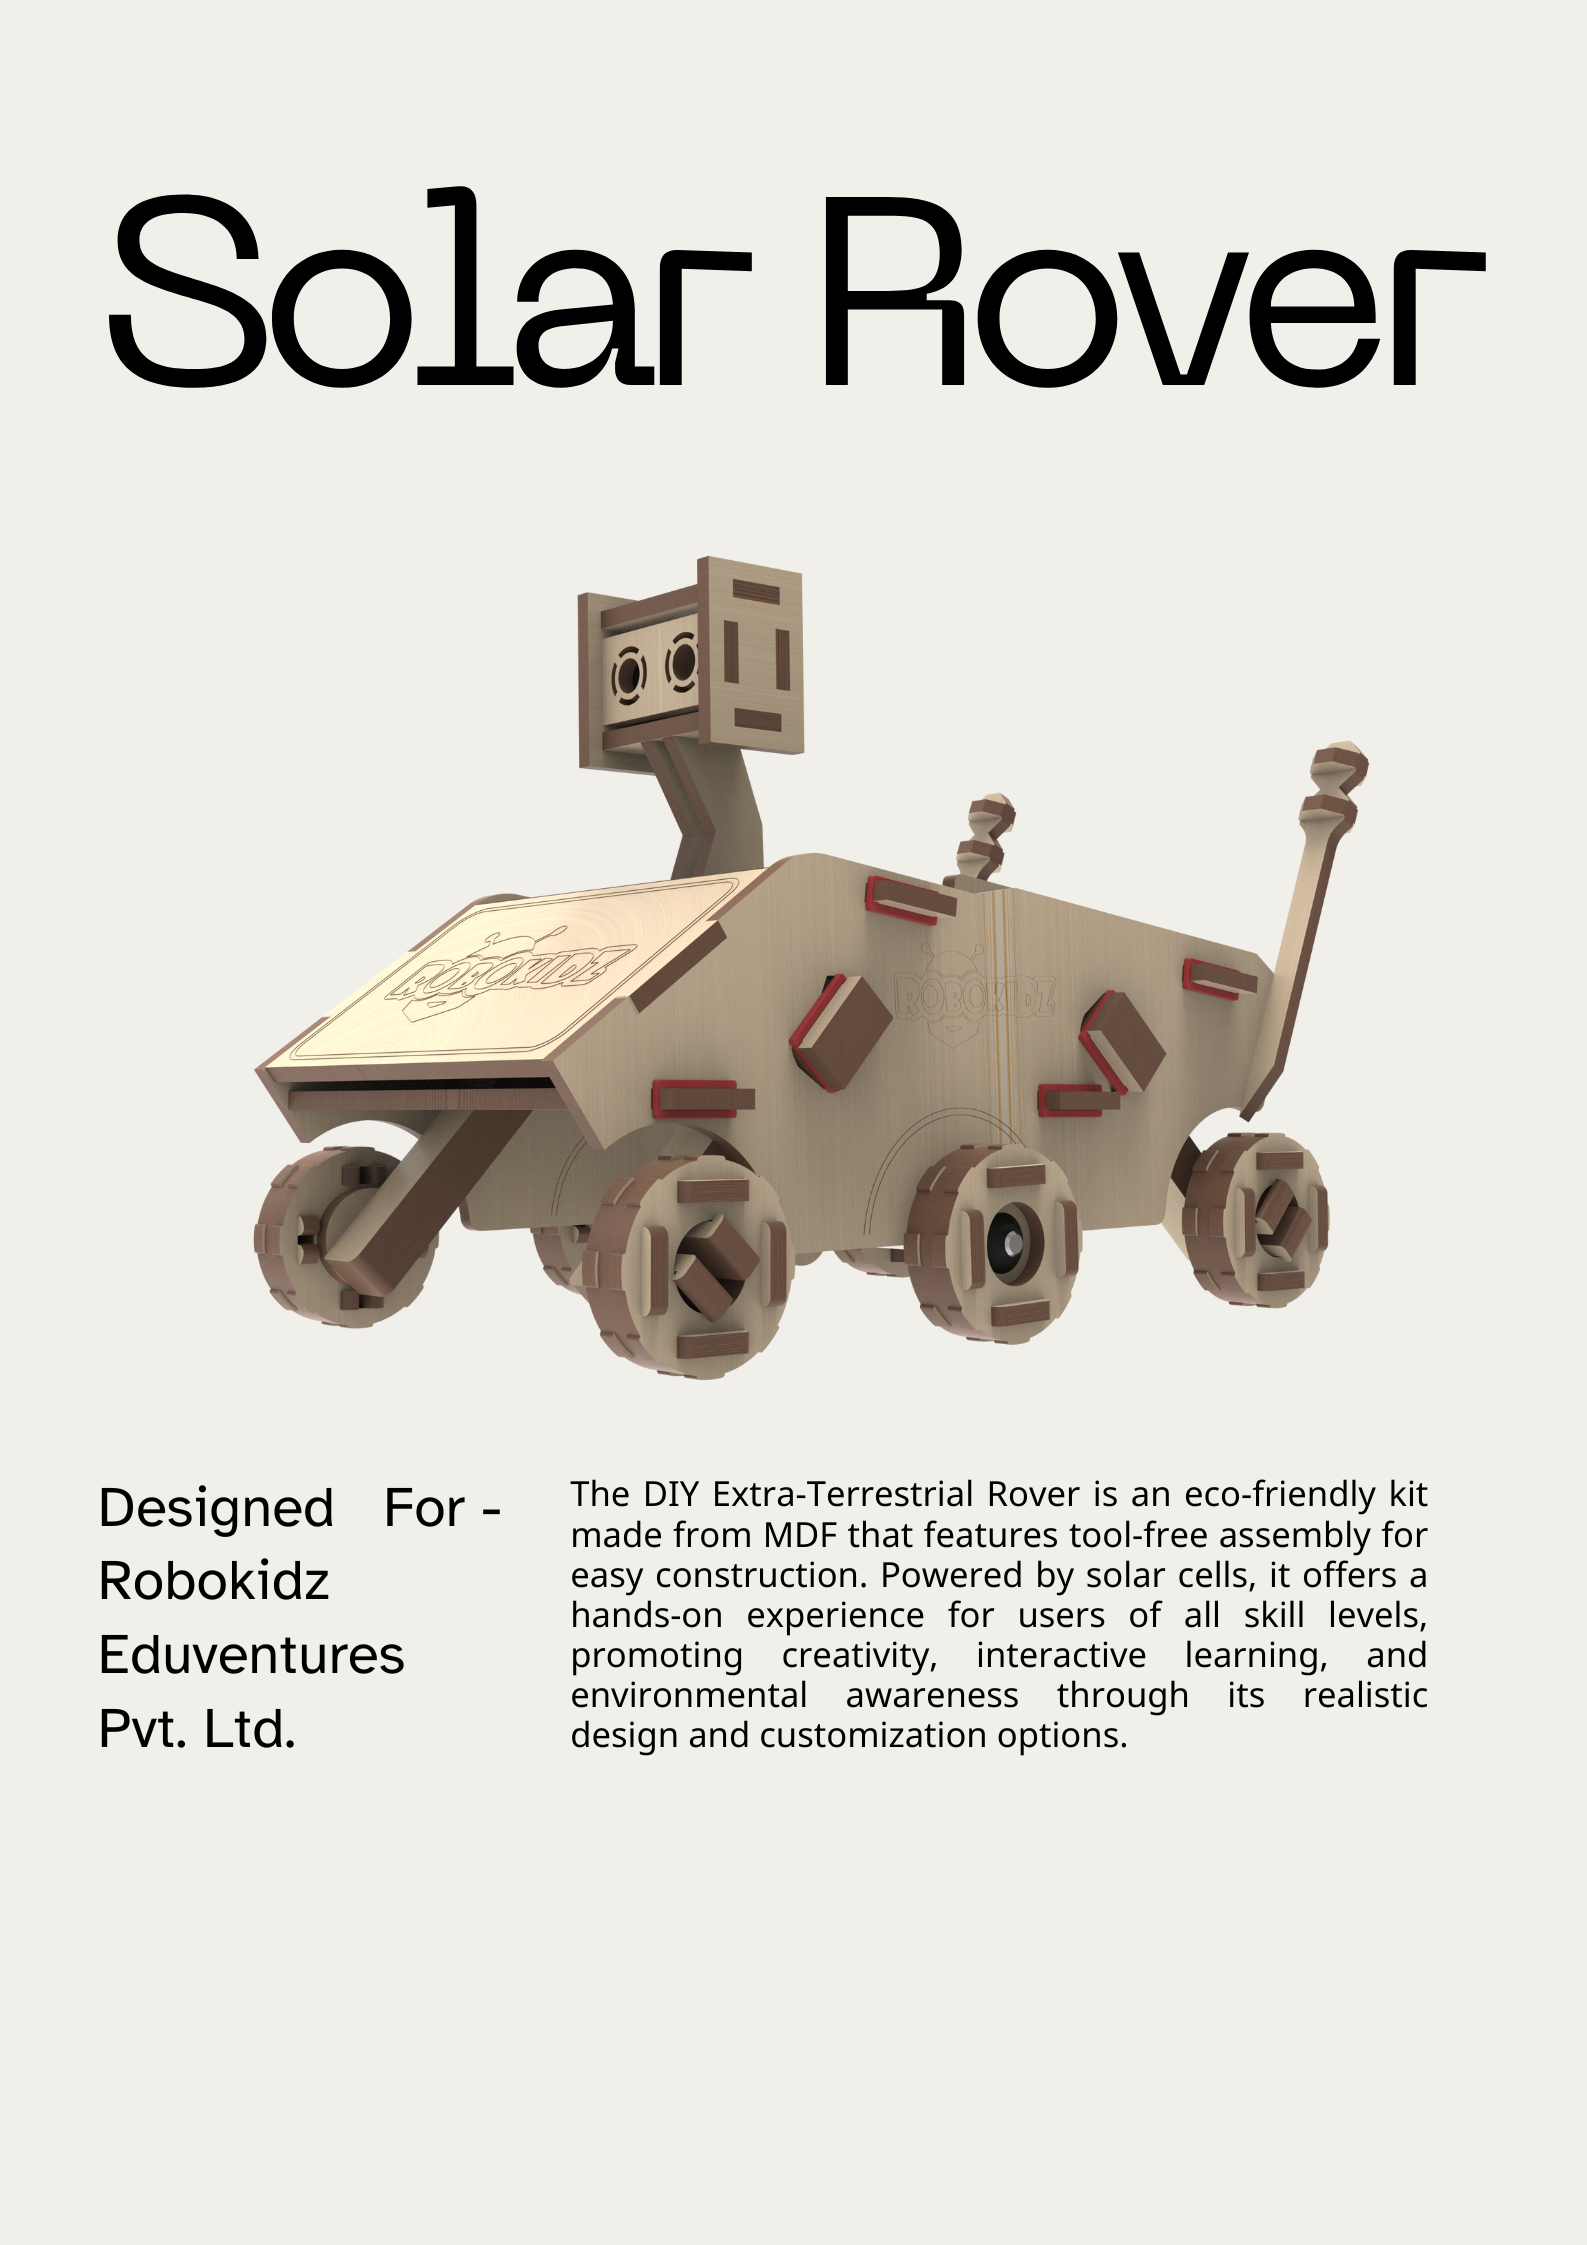 Solar Rover
ROBOKIDZ
ROBOKIDZ
Designed For -
Robokidz
Eduventures
Pvt. Ltd.
The DIY Extra-Terrestrial Rover is an eco-friendly kit
made from MDF that features tool-free assembly for
easy construction. Powered by solar cells, it offers a
hands-on experience for users of all skill levels,
promoting creativity, interactive learning, and
environmental awareness through its realistic
design and customization options.